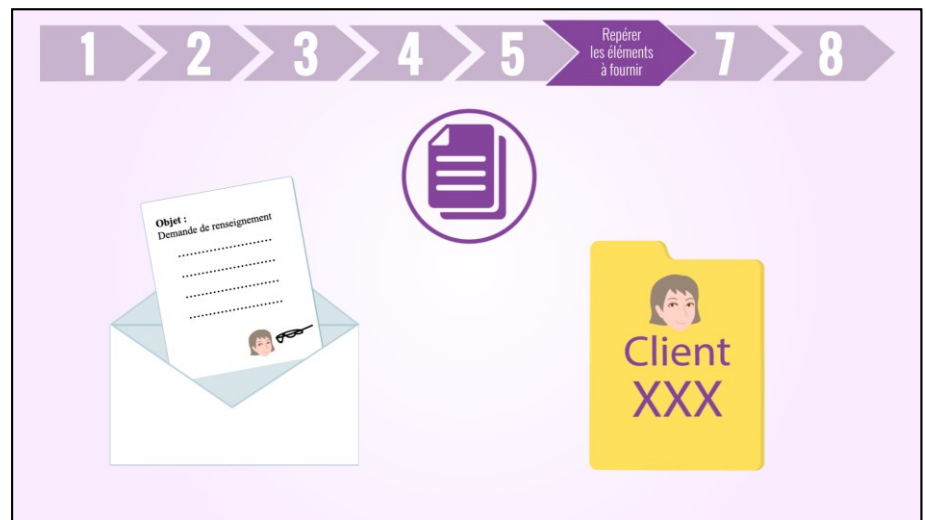 1 2 3 4 5 Repérer
les éléments
à fournir 7 8
Objet :
Demande de renseignement
Client
XXX